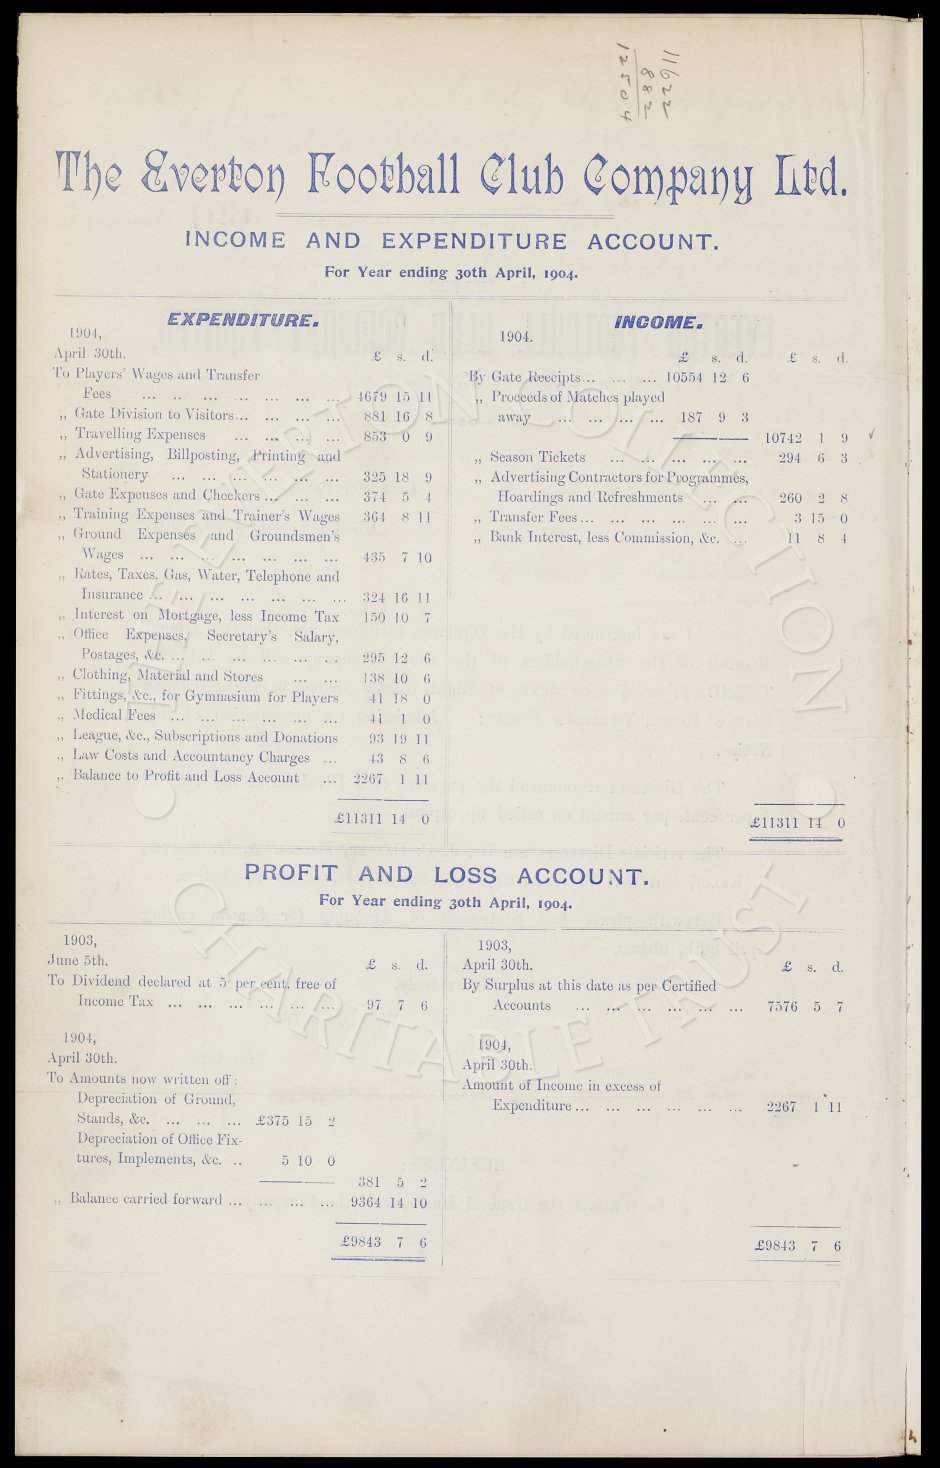 11622
882
12504
The Everton Football Club Company Ltd.
INCOME AND EXPENDITURE ACCOUNT.
For Year ending 30th April, 1904.
EXPENDITURE.
1904,
April 30th. £ s. d.
To Players' Wages and Transfer
Fees ... ... ... ... ... ... ... 4679 15 11
„ Gate Division to Visitors... ... ... ... 881 16 8
„ Travelling Expenses ... ... ... ... 853 0 9
„ Advertising, Billposting, Printing and
Stationery ... ... ... ... ... ... 325 18 9
„ Gate Expenses and Checkers ... ... ... 374 5 4
„ Training Expenses and Trainer's Wages 364 8 11
„ Ground Expenses and Groundsmen's
Wages ... ... ... ... ... ... ... 435 7 10
„ Rates, Taxes, Gas, Water, Telephone and
Insurance ... ... ... ... ... ... ... 324 16 11
„ Interest on Mortgage, less Income Tax 150 10 7
„ Office Expenses, Secretary's Salary,
Postages, &c. ... ... ... ... ... ... 295 12 6
„ Clothing, Material and Stores ... ... 138 10 6
„ Fittings, &c., for Gymnasium for Players 41 18 0
„ Medical Fees ... ... ... ... ... ... 41 1 0
„ League, &c., Subscriptions and Donations 93 19 11
„ Law Costs and Accountancy Charges ... 43 8 6
„ Balance to Profit and Loss Account ... 2267 1 11
£11311 14 0
INCOME.
1904.
£ s. d. £ s. d.
By Gate Receipts... ... ... 10554 12 6
„ Proceeds of Matches played
away ... ... ... ... 187 9 3
10742 1 9 ✓
„ Season Tickets ... ... ... ... ... 294 6 3
„ Advertising Contractors for Programmes,
Hoardings and Refreshments ... ... 260 2 8
„ Transfer Fees... ... ... ... ... ... 3 15 0
„ Bank Interest, less Commission, &c. ... 11 8 4
£11311 14 0
PROFIT AND LOSS ACCOUNT.
For Year ending 30th April, 1904.
1903,
June 5th. £ s. d.
To Dividend declared at 5 per cent. free of
Income Tax ... ... ... ... ... ... 97 7 6
1904,
April 30th.
To Amounts now written off:
Depreciation of Ground,
Stands, &c. ... ... ... £375 15 2
Depreciation of Office Fix-
tures, Implements, &c. .. 5 10 0
381 5 2
„ Balance carried forward ... ... ... ... 9364 14 10
£9843 7 6
1903,
April 30th. £ s. d.
By Surplus at this date as per Certified
Accounts ... ... ... ... ... ... 7576 5 7
1904,
April 30th.
Amount of Income in excess of
Expenditure ... ... ... ... ... ... 2267 1 11
£9843 7 6
THE EVERTON COLLECTION
CHARITABLE TRUST